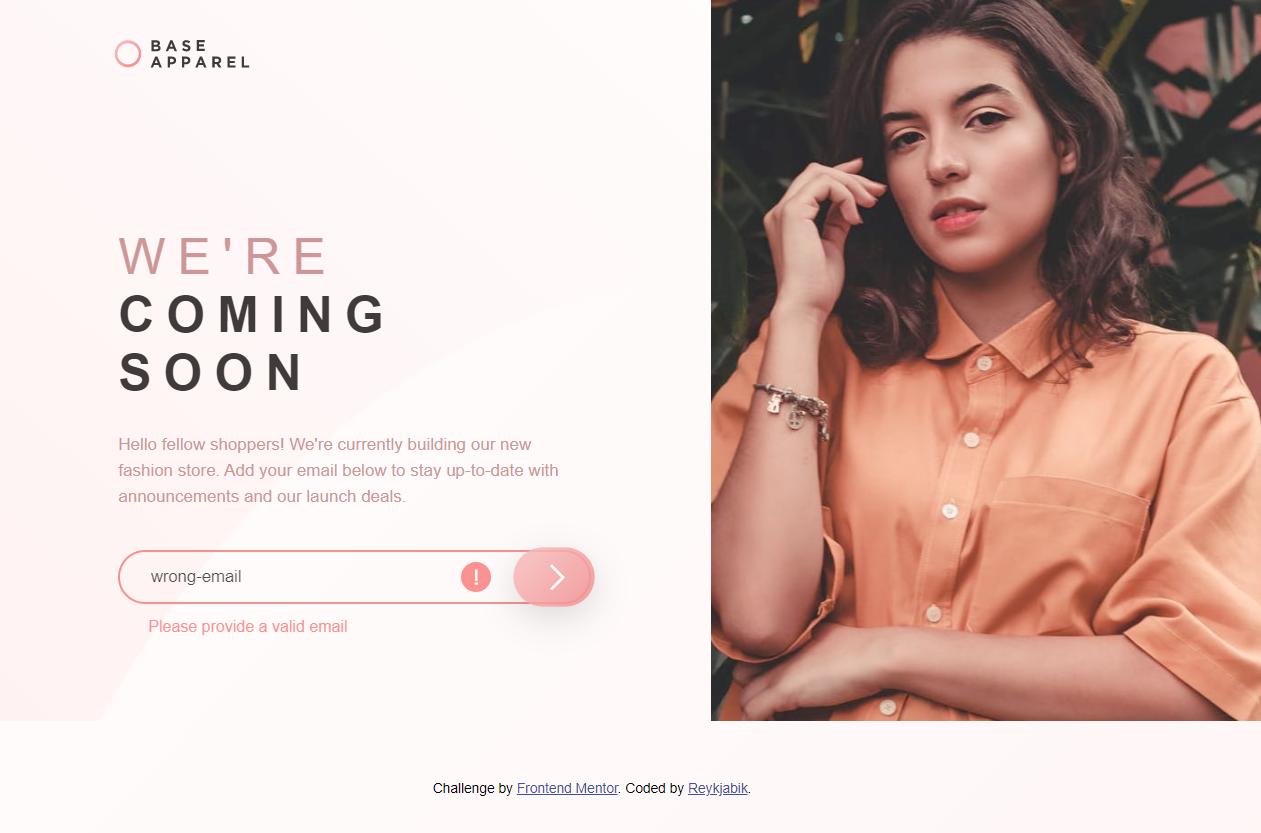 BASE
APPAREL
WE'RE
COMING
SOON
Hello fellow shoppers! We're currently building our new
fashion store. Add your email below to stay up-to-date with
announcements and our launch deals.
wrong-email
!
Please provide a valid email
Challenge by Frontend Mentor. Coded by Reykjabik.